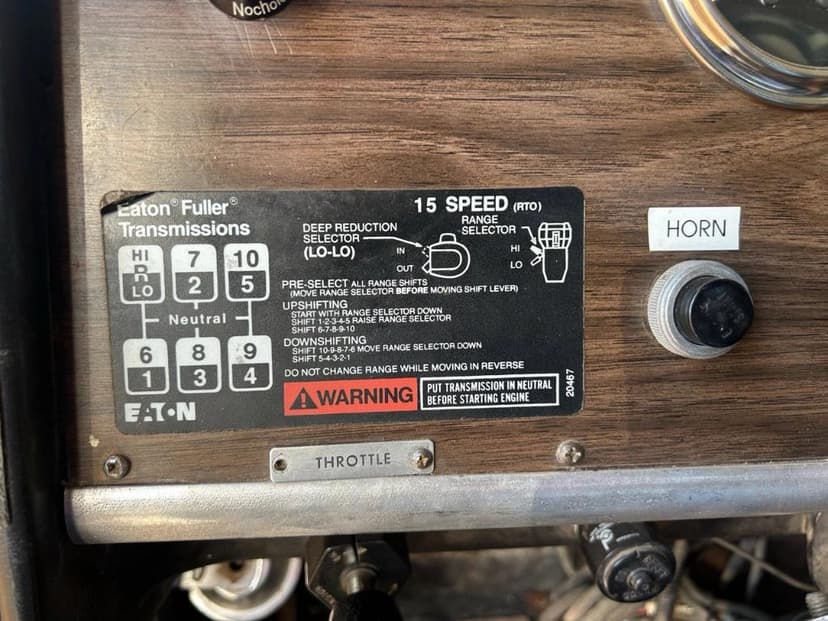 Nochol
Eaton® Fuller®
Transmissions
15 SPEED (RTO)
DEEP REDUCTION
SELECTOR
(LO-LO)
IN
OUT
RANGE
SELECTOR
HI
LO
HI 7 10
R
LO 2 5
Neutral
6 8 9
1 3 4
PRE-SELECT ALL RANGE SHIFTS
(MOVE RANGE SELECTOR BEFORE MOVING SHIFT LEVER)
UPSHIFTING
START WITH RANGE SELECTOR DOWN
SHIFT 1-2-3-4-5 RAISE RANGE SELECTOR
SHIFT 6-7-8-9-10
DOWNSHIFTING
SHIFT 10-9-8-7-6 MOVE RANGE SELECTOR DOWN
SHIFT 5-4-3-2-1
DO NOT CHANGE RANGE WHILE MOVING IN REVERSE
EATON
WARNING
PUT TRANSMISSION IN NEUTRAL
BEFORE STARTING ENGINE
20467
HORN
THROTTLE